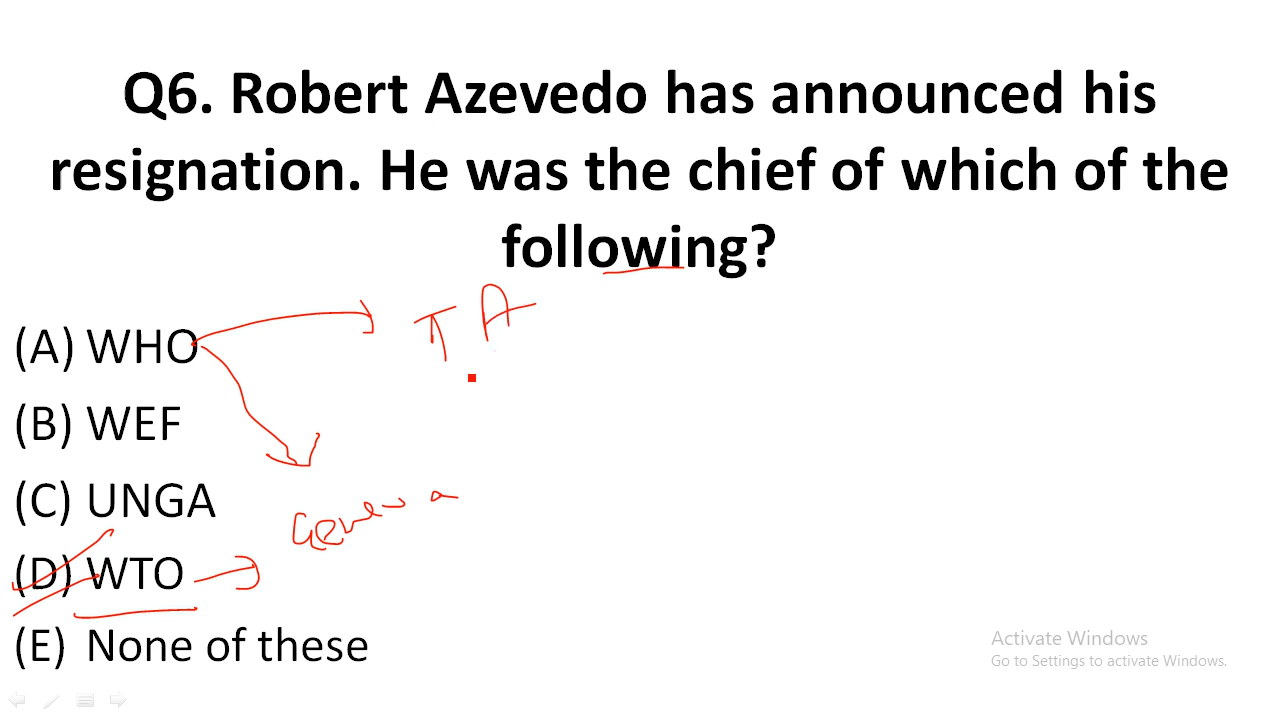 Q6. Robert Azevedo has announced his
resignation. He was the chief of which of the
following?
T A
(A) WHO
(B) WEF
(C) UNGA
Geneva
(D) WTO
(E) None of these
Activate Windows
Go to Settings to activate Windows.